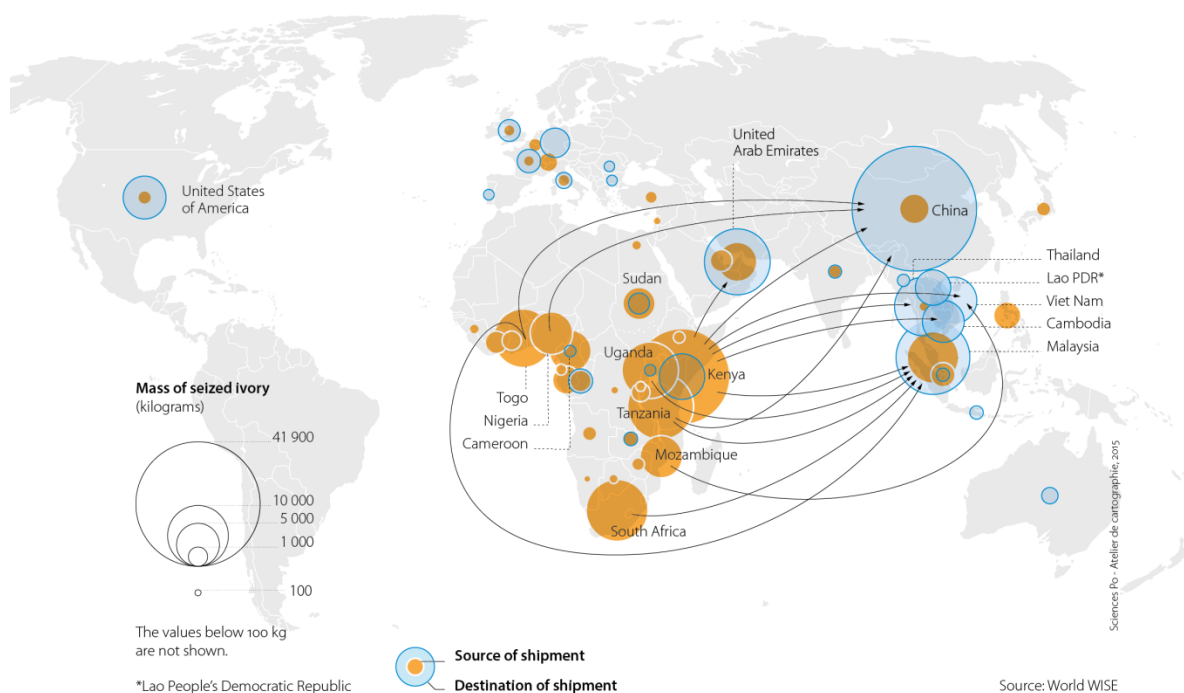 United
Arab Emirates
United States
of America
China
Thailand
Lao PDR*
Viet Nam
Cambodia
Malaysia
Sudan
Uganda
Kenya
Togo
Nigeria
Cameroon
Tanzania
Mozambique
South Africa
Mass of seized ivory
(kilograms)
41 900
10 000
5 000
1 000
100
The values below 100 kg
are not shown.
*Lao People's Democratic Republic
Source of shipment
Destination of shipment
Sciences Po - Atelier de cartographie, 2015
Source: World WISE